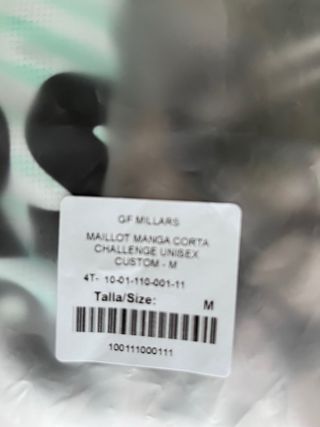 GF MILLARS
MAILLOT MANGA CORTA
CHALLENGE UNISEX
CUSTOM - M
4T- 10-01-110-001-11
Talla/Size: M
100111000111